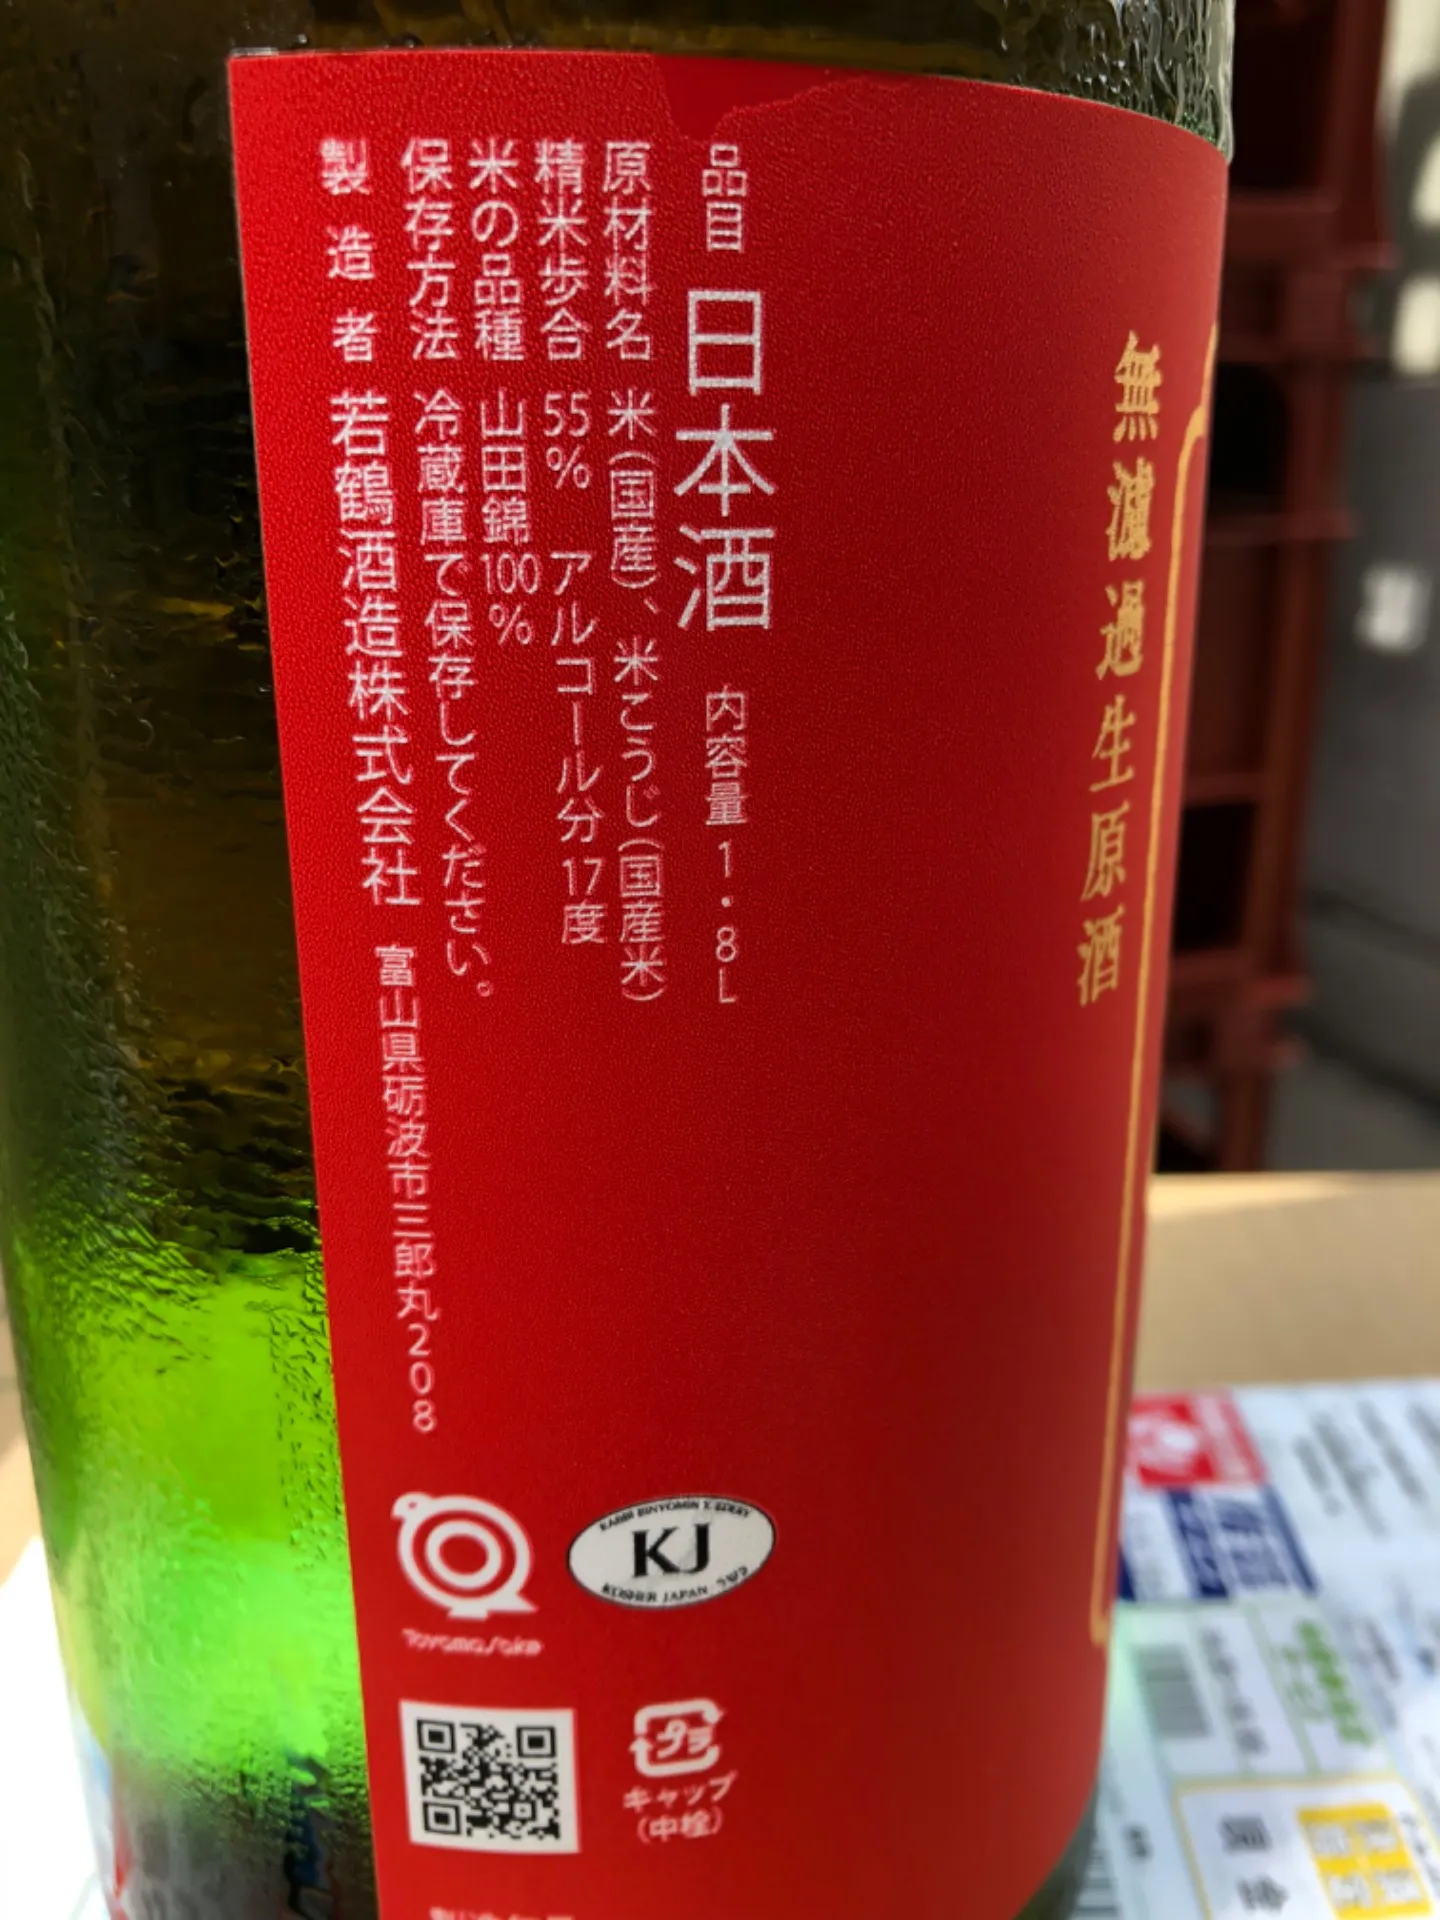 無濾過生原酒
品目 日本酒 内容量 1.8L
原材料名 米(国産)、米こうじ(国産米)
精米歩合 55% アルコール分 17度
米の品種 山田錦100%
保存方法 冷蔵庫で保存してください。
製造者 若鶴酒造株式会社 富山県砺波市三郎丸208
KJ
KOSHER JAPAN כשר
ToyamaSake
プラ
キャップ
(中栓)